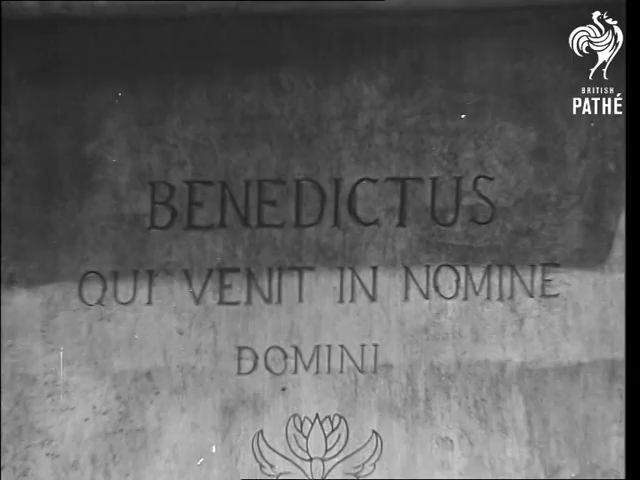 BRITISH
PATHÉ
BENEDICTUS
QUI VENIT IN NOMINE
DOMINI